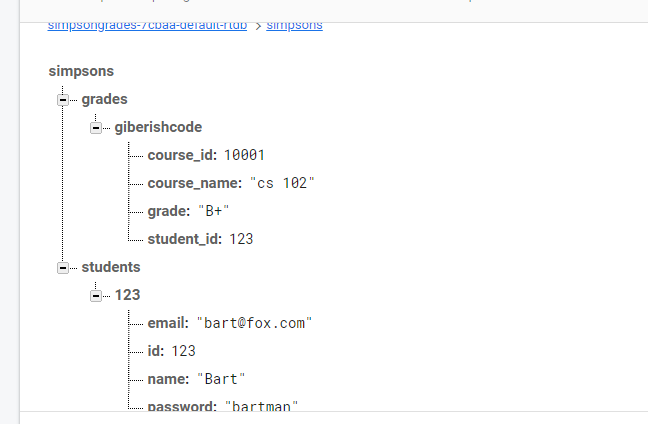 simpsongrades-7cbaa-default-rtdb > simpsons
simpsons
grades
giberishcode
course_id: 10001
course_name: "cs 102"
grade: "B+"
student_id: 123
students
123
email: "bart@fox.com"
id: 123
name: "Bart"
password: "bartman"